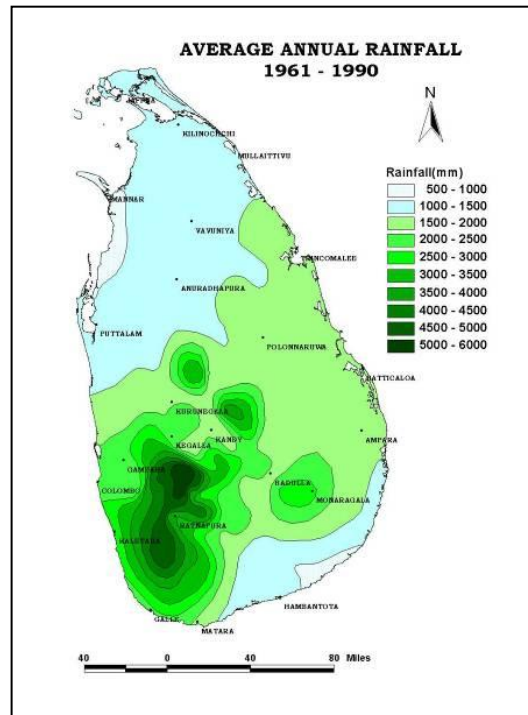 AVERAGE ANNUAL RAINFALL
1961 - 1990
N
KILINOCHCHI
MULLAITTIVU
Rainfall(mm)
500 - 1000
1000 - 1500
1500 - 2000
2000 - 2500
2500 - 3000
3000 - 3500
3500 - 4000
4000 - 4500
4500 - 5000
5000 - 6000
MANNAR
VAVUNIYA
TRINCOMALEE
ANURADHAPURA
PUTTALAM
POLONNARUWA
BATTICALOA
KURUNEGALA
KANDY
AMPARA
KEGALLA
GAMPAHA
BADULLA
COLOMBO
MONARAGALA
RATNAPURA
KALUTARA
HAMBANTOTA
GALLE
MATARA
40 0 40 80 Miles